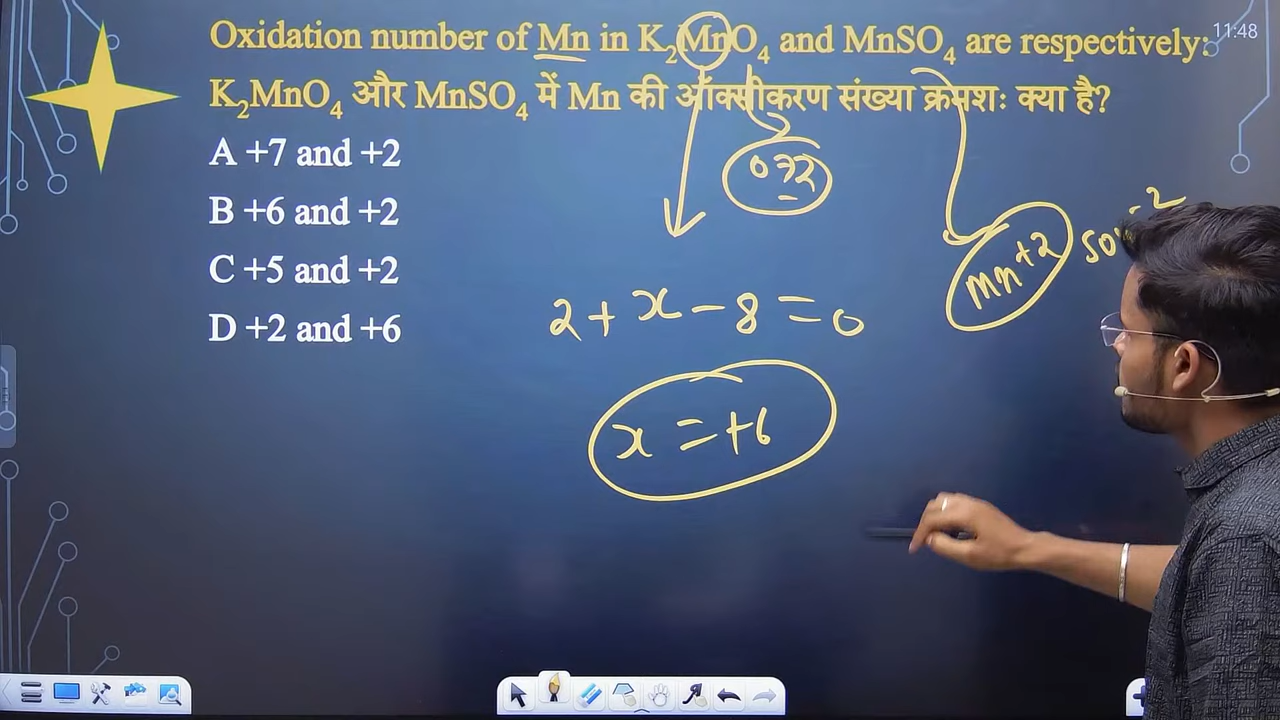 Oxidation number of Mn in K₂MnO₄ and MnSO₄ are respectively:
11:48
K₂MnO₄ और MnSO₄ में Mn की ऑक्सीकरण संख्या क्रमशः क्या है?
A +7 and +2
B +6 and +2
C +5 and +2
D +2 and +6
Mn⁺²
2 + x - 8 = 0
x = +6